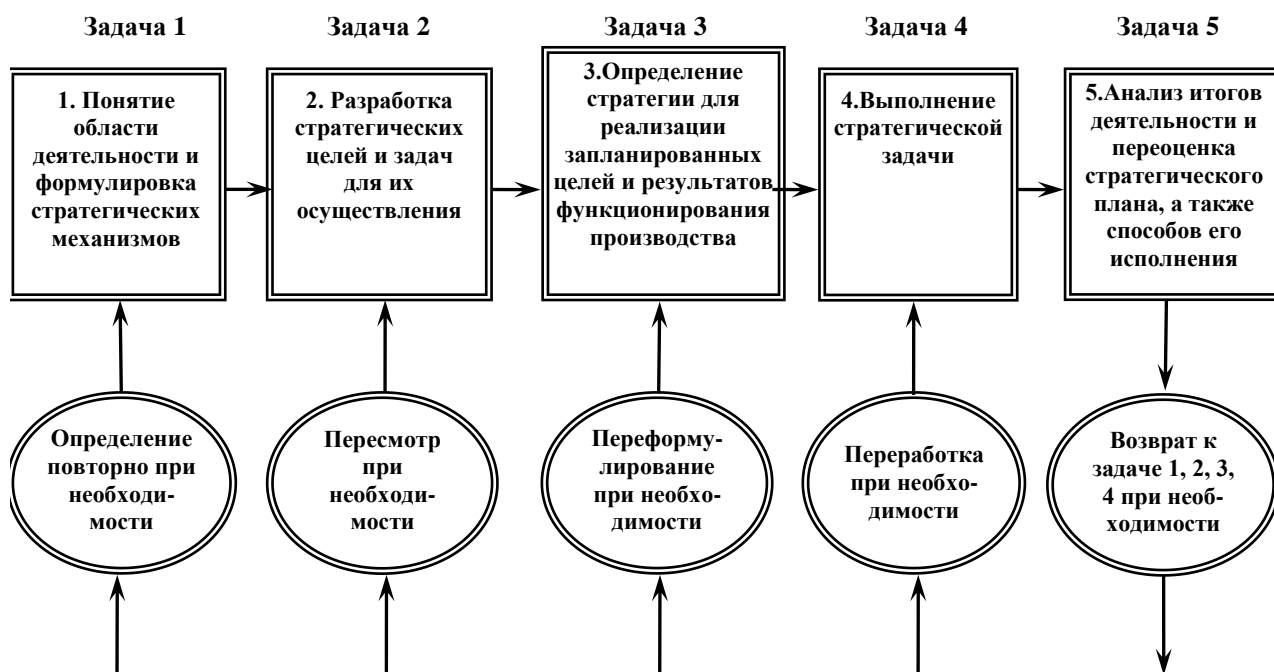 Задача 1
Задача 2
Задача 3
Задача 4
Задача 5
1. Понятие
области
деятельности и
формулировка
стратегических
механизмов
2. Разработка
стратегических
целей и задач
для их
осуществления
3.Определение
стратегии для
реализации
запланированных
целей и результатов
функционирования
производства
4.Выполнение
стратегической
задачи
5.Анализ итогов
деятельности и
переоценка
стратегического
плана, а также
способов его
исполнения
Определение
повторно при
необходи-
мости
Пересмотр
при
необходи-
мости
Переформу-
лирование
при необхо-
димости
Переработка
при необхо-
димости
Возврат к
задаче 1, 2, 3,
4 при необ-
ходимости